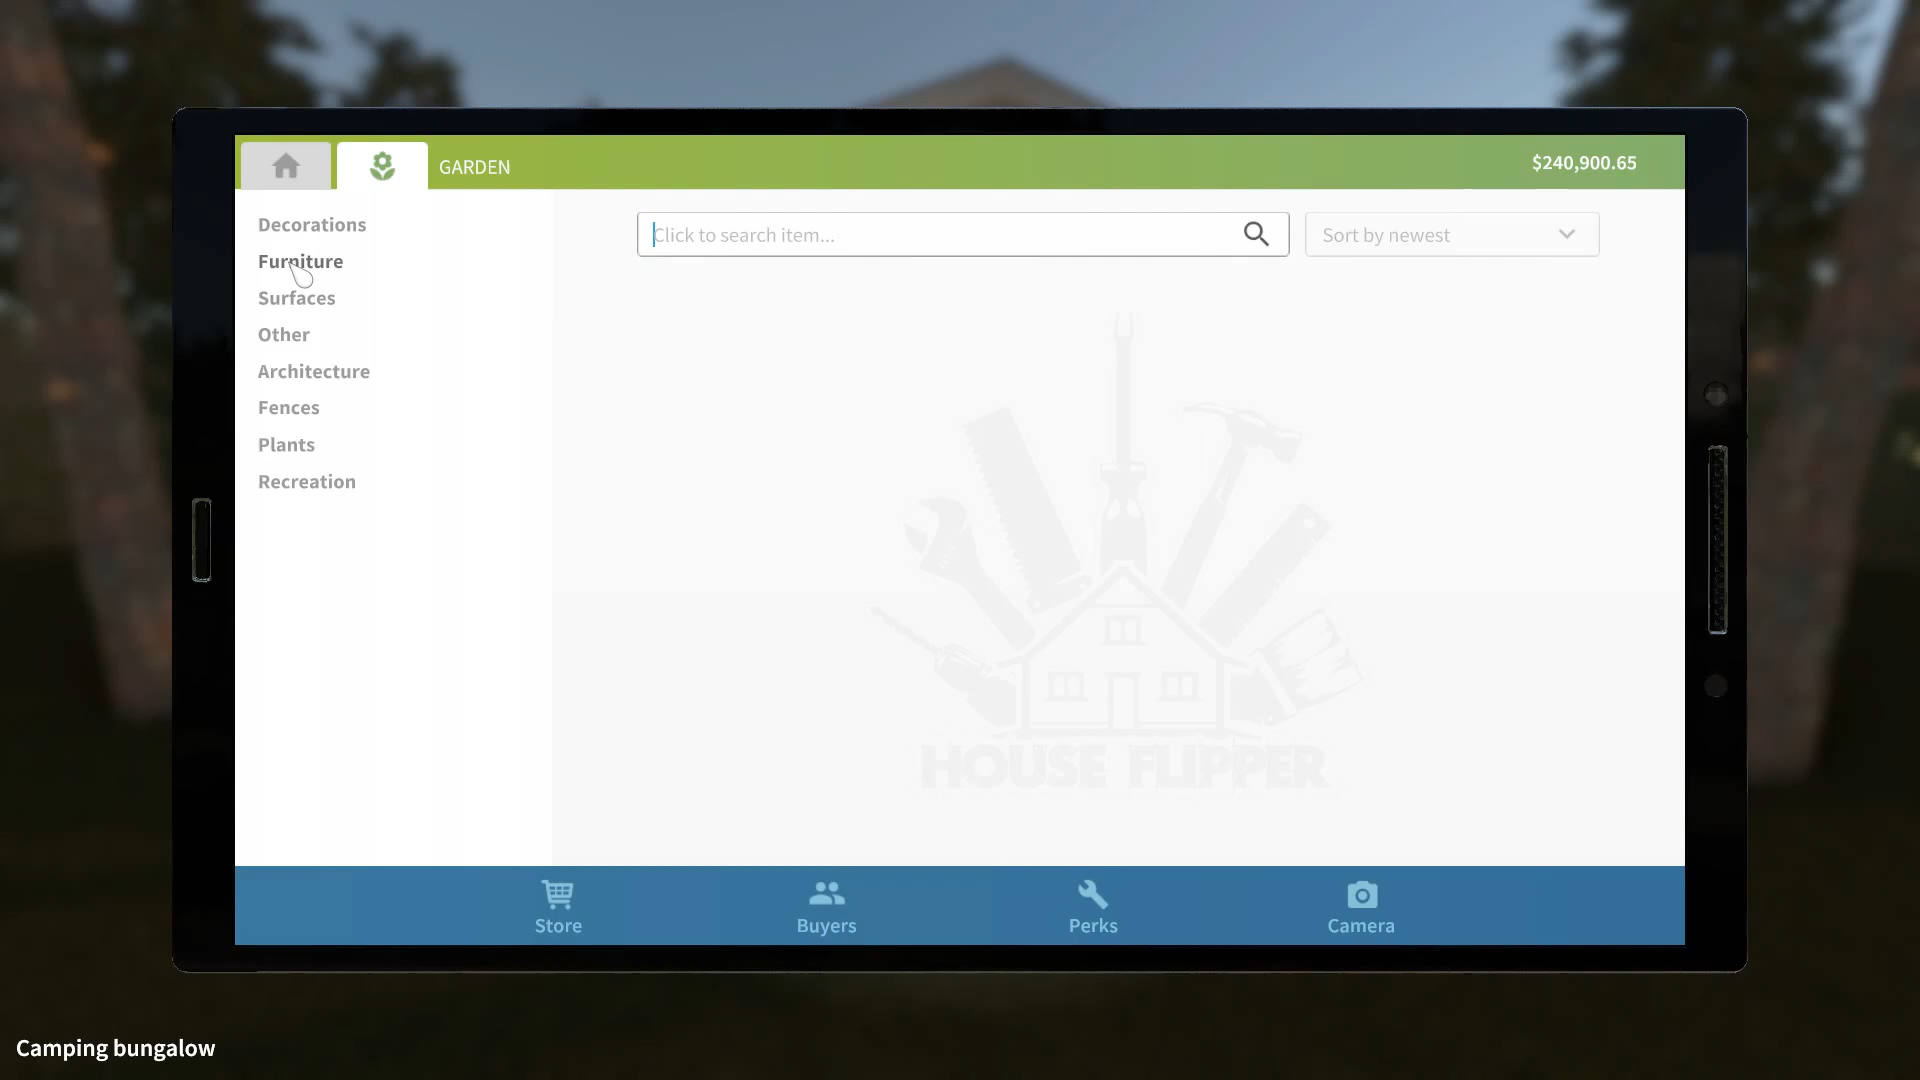 GARDEN
$240,900.65
Decorations
Furniture
Surfaces
Other
Architecture
Fences
Plants
Recreation
Click to search item...
Sort by newest
HOUSE FLIPPER
Store
Buyers
Perks
Camera
Camping bungalow